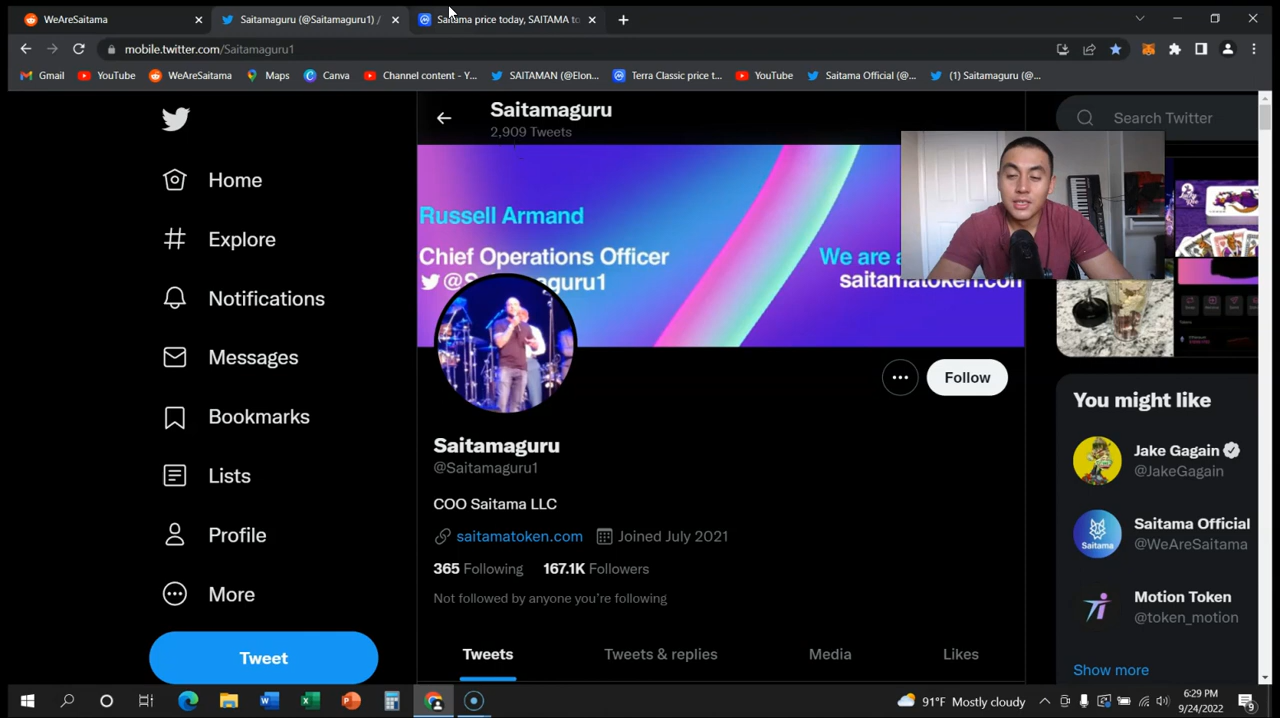 WeAreSaitama
Saitamaguru (@Saitamaguru1) /
Saitama price today, SAITAMA to
mobile.twitter.com/Saitamaguru1
Gmail
YouTube
WeAreSaitama
Maps
Canva
Channel content - Y...
SAITAMAN (@Elon...
Terra Classic price t...
YouTube
Saitama Official (@...
(1) Saitamaguru (@...
Saitamaguru
2,909 Tweets
Search Twitter
Home
Explore
Notifications
Messages
Bookmarks
Lists
Profile
More
Tweet
Russell Armand
Chief Operations Officer
We are a
saitamatoken.com
Follow
Saitamaguru
@Saitamaguru1
COO Saitama LLC
saitamatoken.com
Joined July 2021
365 Following
167.1K Followers
Not followed by anyone you're following
Tweets
Tweets & replies
Media
Likes
You might like
Jake Gagain
@JakeGagain
Saitama
Saitama Official
@WeAreSaitama
Motion Token
@token_motion
Show more
91°F Mostly cloudy
6:29 PM
9/24/2022
9